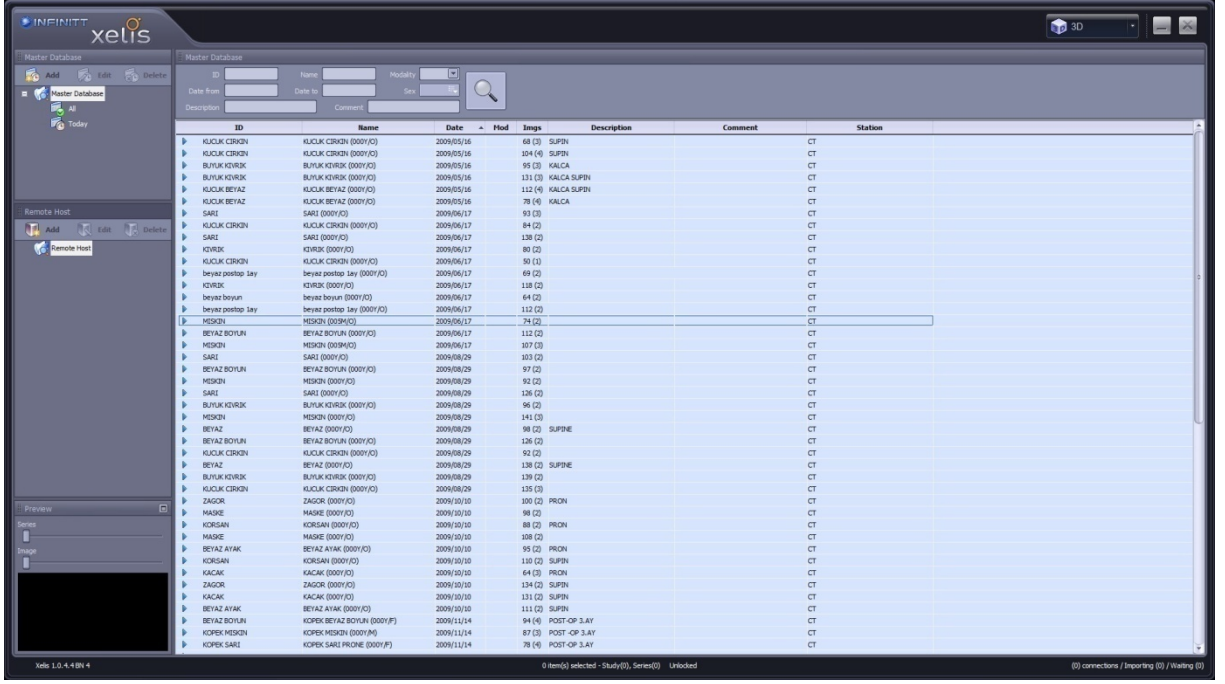 INFINITT
xelis
3D
Master Database
Add Edit Delete
Master Database
All
Today
Remote Host
Add Edit Delete
Remote Host
Preview
Series
Image
Master Database
ID Name Modality
Date from Date to Sex
Description Comment
ID Name Date Mod Imgs Description Comment Station
KUCUK CIRKIN KUCUK CIRKIN (000Y/O) 2009/05/16 68 (3) SUPIN CT
KUCUK CIRKIN KUCUK CIRKIN (000Y/O) 2009/05/16 104 (4) SUPIN CT
BUYUK KIVRIK BUYUK KIVRIK (000Y/O) 2009/05/16 95 (3) KALCA CT
BUYUK KIVRIK BUYUK KIVRIK (000Y/O) 2009/05/16 131 (3) KALCA SUPIN CT
KUCUK BEYAZ KUCUK BEYAZ (000Y/O) 2009/05/16 112 (4) KALCA SUPIN CT
KUCUK BEYAZ KUCUK BEYAZ (000Y/O) 2009/05/16 78 (4) KALCA CT
SARI SARI (000Y/O) 2009/06/17 93 (3) CT
KUCUK CIRKIN KUCUK CIRKIN (000Y/O) 2009/06/17 84 (2) CT
SARI SARI (000Y/O) 2009/06/17 138 (2) CT
KIVRIK KIVRIK (000Y/O) 2009/06/17 80 (2) CT
KUCUK CIRKIN KUCUK CIRKIN (000Y/O) 2009/06/17 50 (1) CT
beyaz postop 1ay beyaz postop 1ay (000Y/O) 2009/06/17 69 (2) CT
KIVRIK KIVRIK (000Y/O) 2009/06/17 118 (2) CT
beyaz boyun beyaz boyun (000Y/O) 2009/06/17 64 (2) CT
beyaz postop 1ay beyaz postop 1ay (000Y/O) 2009/06/17 112 (2) CT
MISKIN MISKIN (005M/O) 2009/06/17 74 (2) CT
BEYAZ BOYUN BEYAZ BOYUN (000Y/O) 2009/06/17 112 (2) CT
MISKIN MISKIN (005M/O) 2009/06/17 107 (3) CT
SARI SARI (000Y/O) 2009/08/29 103 (2) CT
BEYAZ BOYUN BEYAZ BOYUN (000Y/O) 2009/08/29 97 (2) CT
MISKIN MISKIN (000Y/O) 2009/08/29 92 (2) CT
SARI SARI (000Y/O) 2009/08/29 126 (2) CT
BUYUK KIVRIK BUYUK KIVRIK (000Y/O) 2009/08/29 96 (2) CT
MISKIN MISKIN (000Y/O) 2009/08/29 141 (3) CT
BEYAZ BEYAZ (000Y/O) 2009/08/29 98 (2) SUPINE CT
BEYAZ BOYUN BEYAZ BOYUN (000Y/O) 2009/08/29 126 (2) CT
KUCUK CIRKIN KUCUK CIRKIN (000Y/O) 2009/08/29 92 (2) CT
BEYAZ BEYAZ (000Y/O) 2009/08/29 138 (2) SUPINE CT
BUYUK KIVRIK BUYUK KIVRIK (000Y/O) 2009/08/29 139 (2) CT
KUCUK CIRKIN KUCUK CIRKIN (000Y/O) 2009/08/29 135 (3) CT
ZAGOR ZAGOR (000Y/O) 2009/10/10 100 (2) PRON CT
MASKE MASKE (000Y/O) 2009/10/10 98 (2) CT
KORSAN KORSAN (000Y/O) 2009/10/10 88 (2) PRON CT
MASKE MASKE (000Y/O) 2009/10/10 108 (2) CT
BEYAZ AYAK BEYAZ AYAK (000Y/O) 2009/10/10 95 (2) PRON CT
KORSAN KORSAN (000Y/O) 2009/10/10 110 (2) SUPIN CT
KACAK KACAK (000Y/O) 2009/10/10 64 (3) PRON CT
ZAGOR ZAGOR (000Y/O) 2009/10/10 134 (2) SUPIN CT
KACAK KACAK (000Y/O) 2009/10/10 131 (2) SUPIN CT
BEYAZ AYAK BEYAZ AYAK (000Y/O) 2009/10/10 111 (2) SUPIN CT
BEYAZ BOYUN KOPEK BEYAZ BOYUN (000Y/F) 2009/11/14 94 (4) POST-OP 3.AY CT
KOPEK MISKIN KOPEK MISKIN (000Y/M) 2009/11/14 87 (3) POST -OP 3.AY CT
KOPEK SARI KOPEK SARI PRONE (000Y/F) 2009/11/14 78 (4) POST-OP 3.AY CT
Xelis 1.0.4.4 BN 4 0 item(s) selected - Study(0), Series(0) Unlocked (0) connections / Importing (0) / Waiting (0)